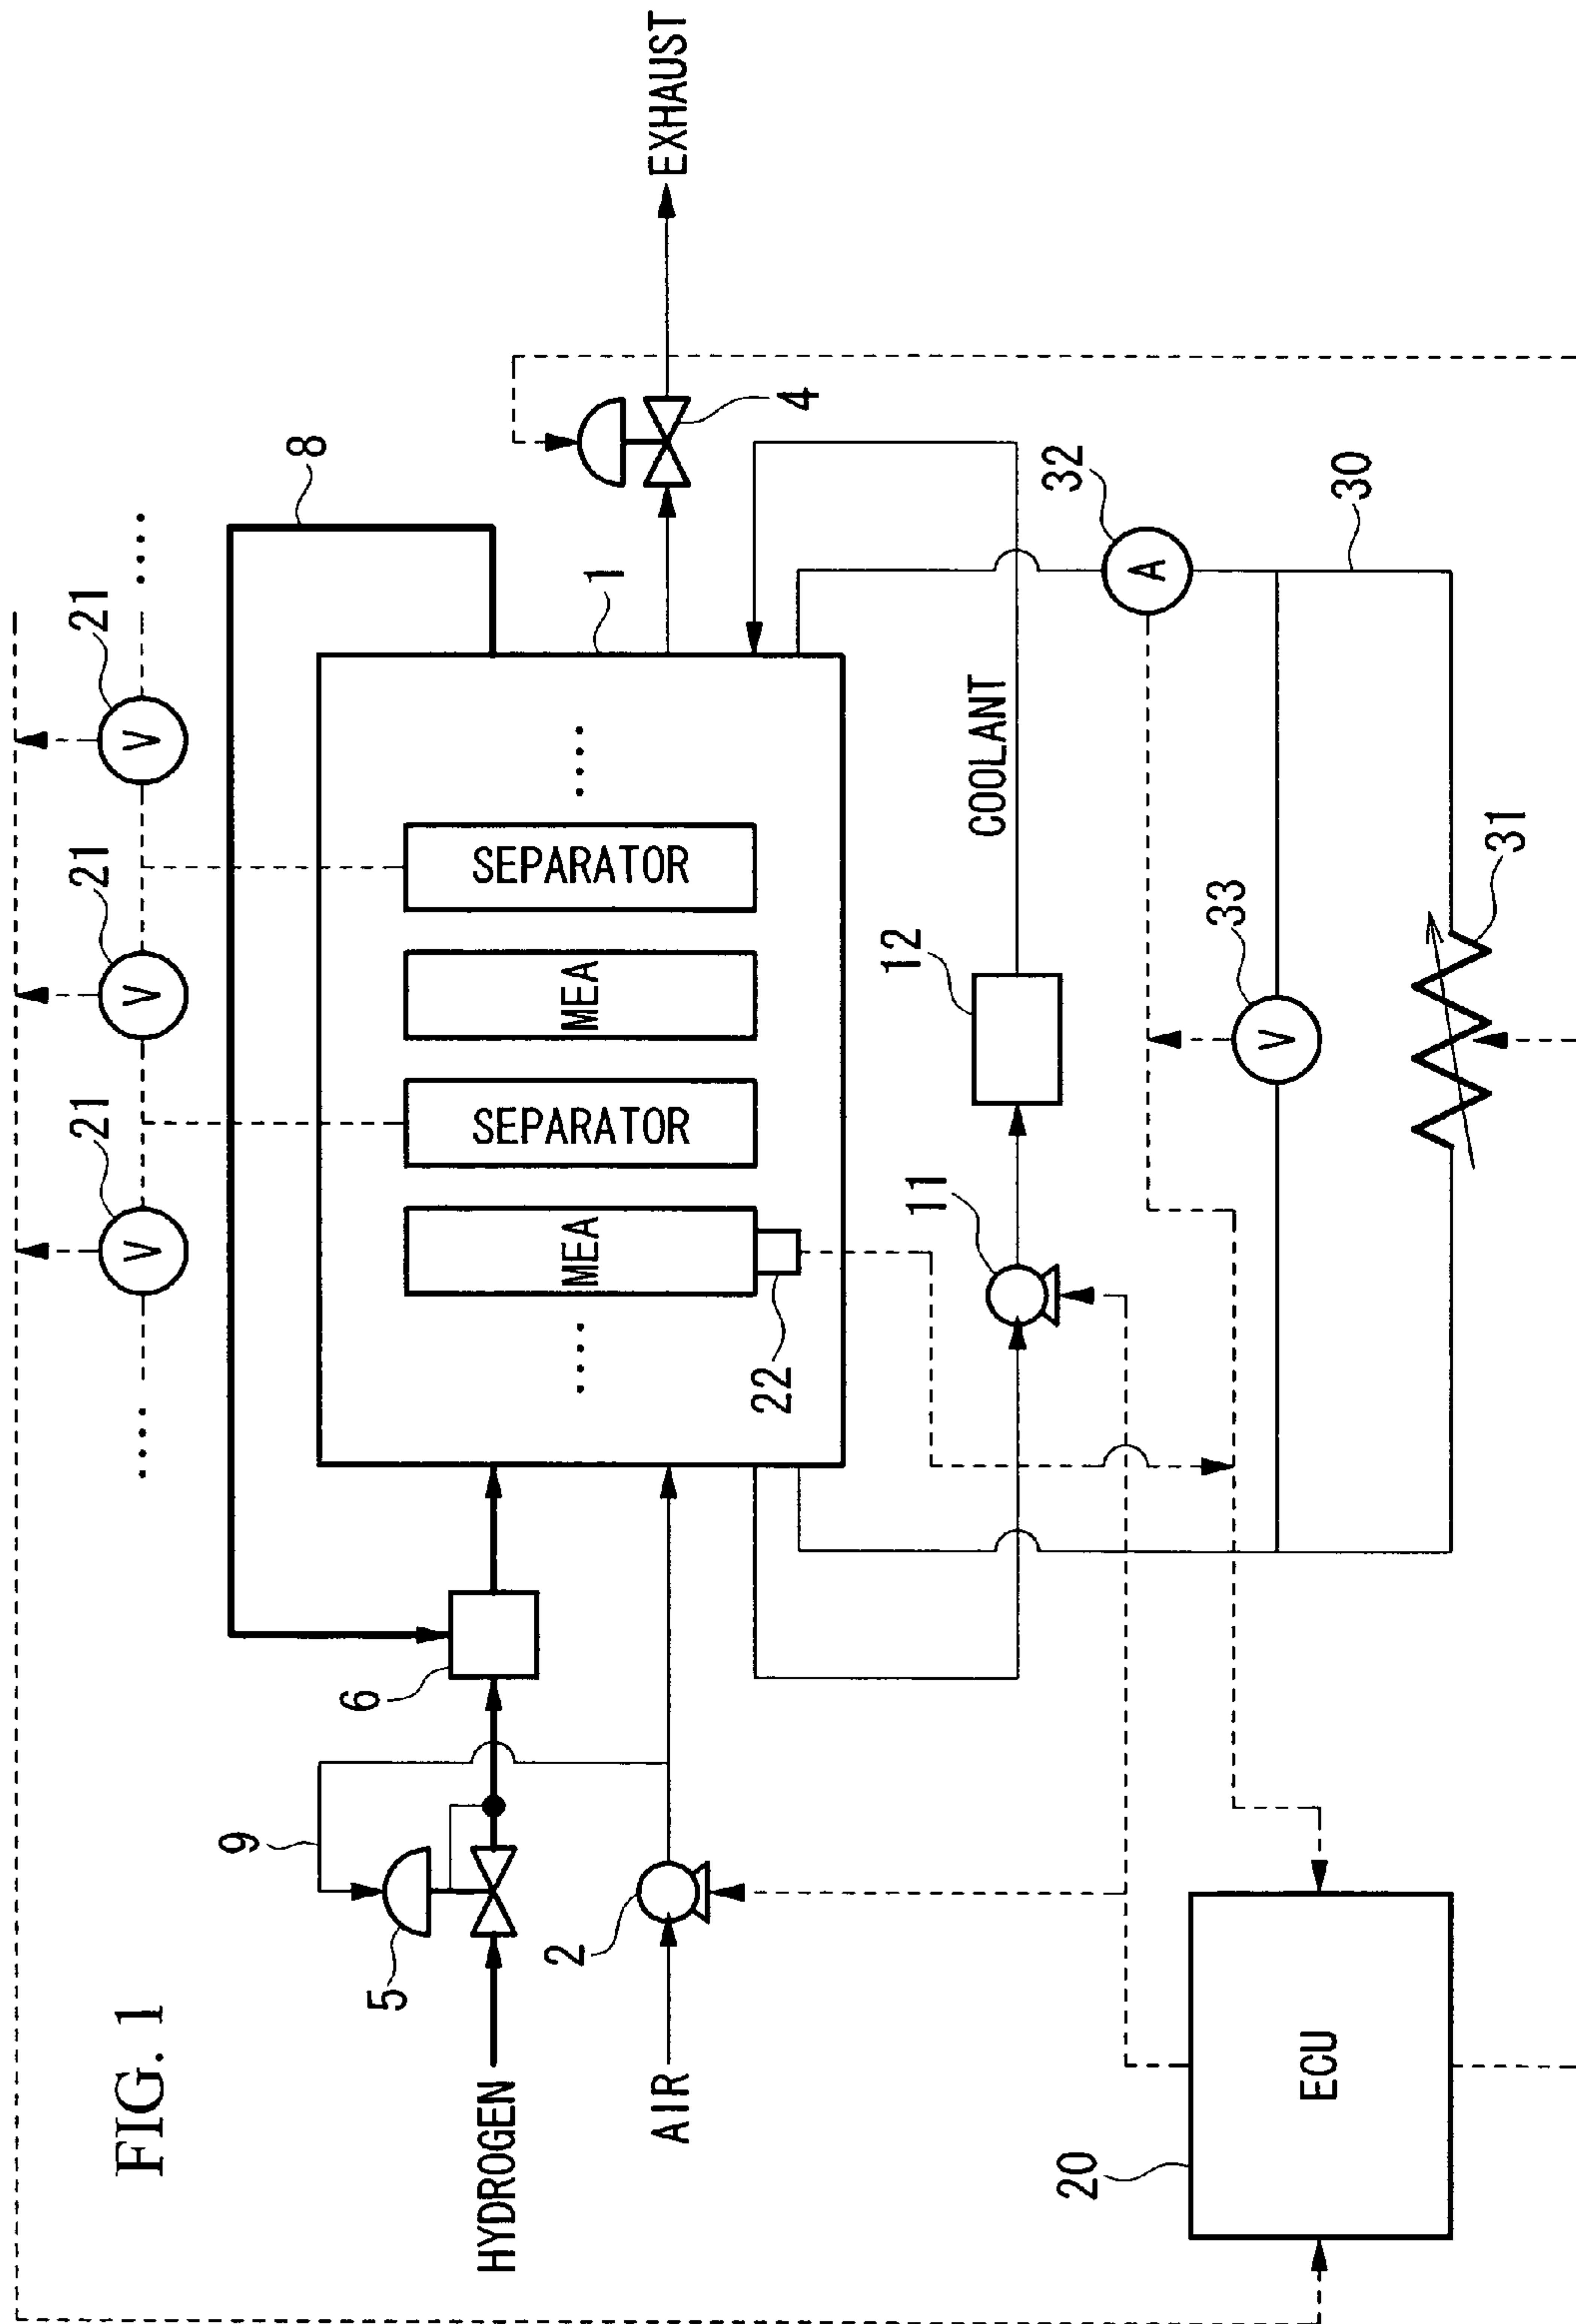 FIG. 1
21
21
21
V
V
V
8
9
5
6
HYDROGEN
1
MEA
SEPARATOR
MEA
SEPARATOR
22
4
EXHAUST
2
AIR
11
12
COOLANT
32
A
30
33
V
31
20
ECU